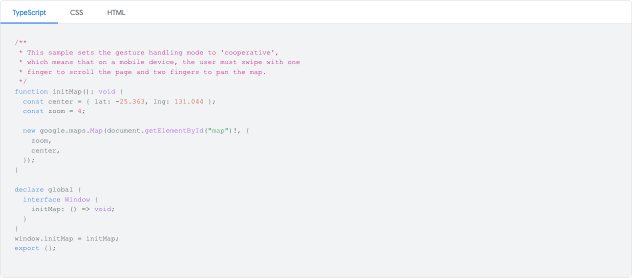 TypeScript CSS HTML
/**
 * This sample sets the gesture handling mode to 'cooperative',
 * which means that on a mobile device, the user must swipe with one
 * finger to scroll the page and two fingers to pan the map.
 */
function initMap(): void {
  const center = { lat: -25.363, lng: 131.044 };
  const zoom = 4;

  new google.maps.Map(document.getElementById("map")!, {
    zoom,
    center,
  });
}

declare global {
  interface Window {
    initMap: () => void;
  }
}
window.initMap = initMap;
export {};